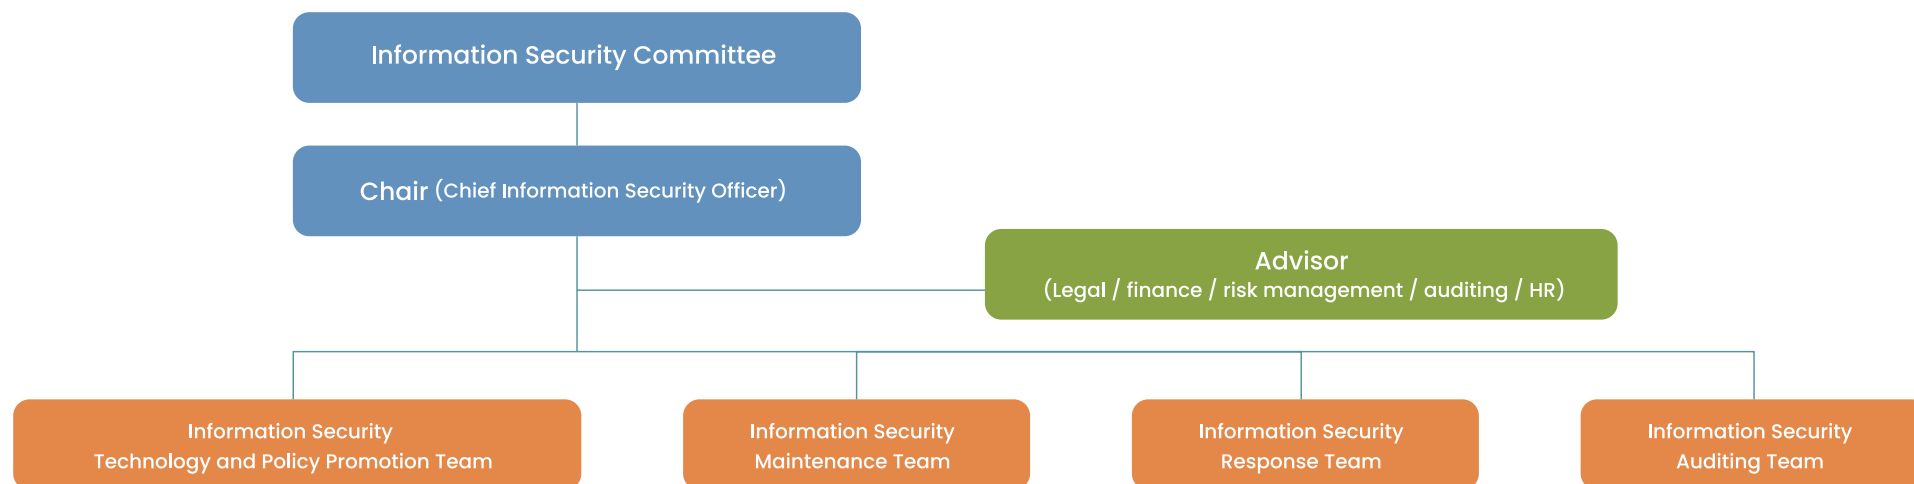 Information Security Committee
Chair (Chief Information Security Officer)
Advisor
(Legal / finance / risk management / auditing / HR)
Information Security
Technology and Policy Promotion Team
Information Security
Maintenance Team
Information Security
Response Team
Information Security
Auditing Team